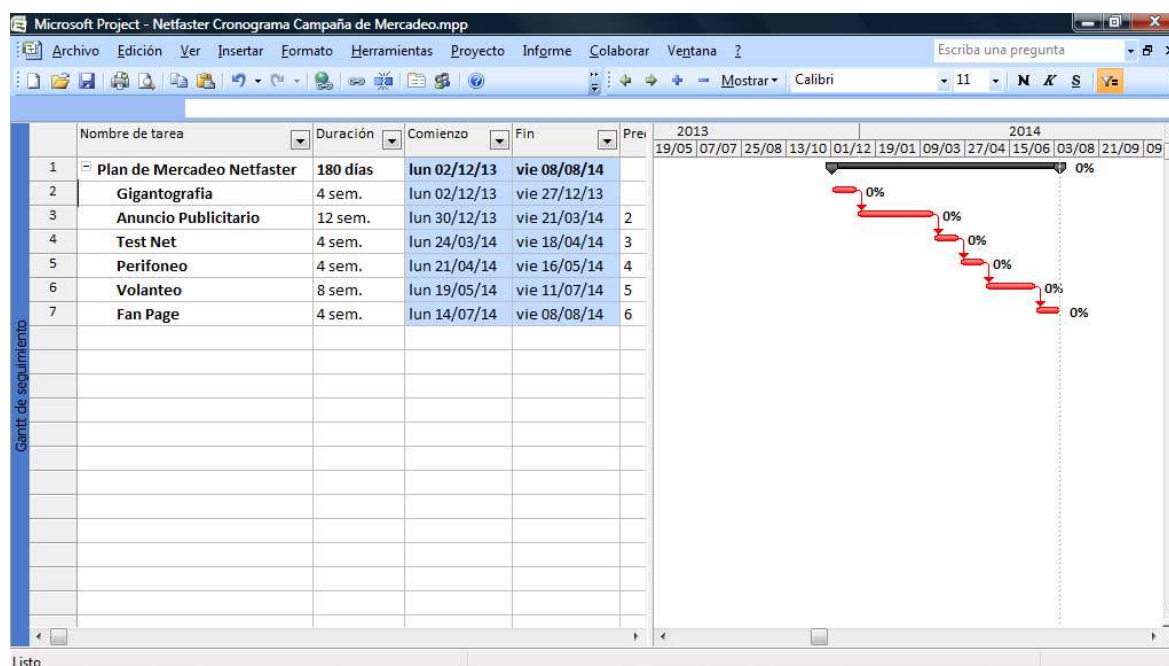 Microsoft Project - Netfaster Cronograma Campaña de Mercadeo.mpp
Archivo Edición Ver Insertar Formato Herramientas Proyecto Informe Colaborar Ventana ? Escriba una pregunta
Mostrar Calibri 11 N K S
Nombre de tarea Duración Comienzo Fin Pre 2013 2014
19/05 07/07 25/08 13/10 01/12 19/01 09/03 27/04 15/06 03/08 21/09 09
1 Plan de Mercadeo Netfaster 180 días lun 02/12/13 vie 08/08/14 0%
2 Gigantografia 4 sem. lun 02/12/13 vie 27/12/13 0%
3 Anuncio Publicitario 12 sem. lun 30/12/13 vie 21/03/14 2 0%
4 Test Net 4 sem. lun 24/03/14 vie 18/04/14 3 0%
5 Perifoneo 4 sem. lun 21/04/14 vie 16/05/14 4 0%
6 Volanteo 8 sem. lun 19/05/14 vie 11/07/14 5 0%
7 Fan Page 4 sem. lun 14/07/14 vie 08/08/14 6 0%
Gantt de seguimiento
Listo